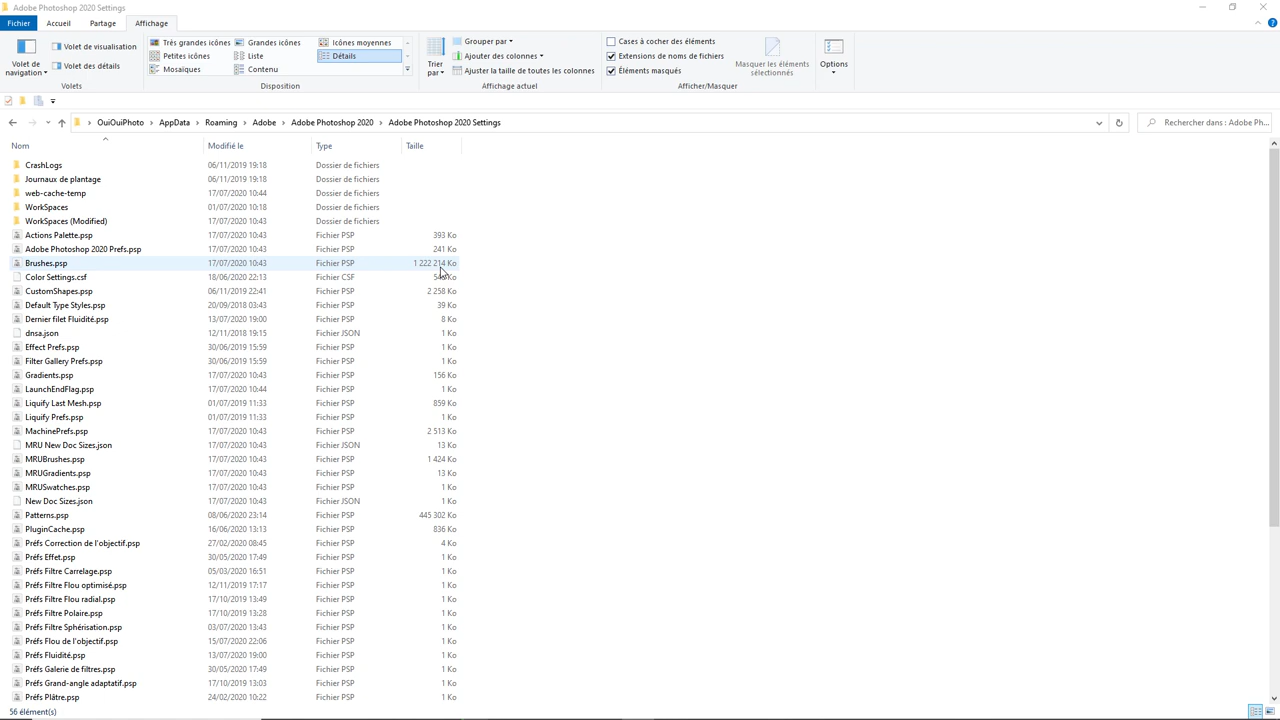 Adobe Photoshop 2020 Settings
Fichier Accueil Partage Affichage
Volet de navigation
Volet de visualisation
Volet des détails
Volets
Très grandes icônes Grandes icônes Icônes moyennes
Petites icônes Liste Détails
Mosaïques Contenu
Disposition
Trier par
Grouper par
Ajouter des colonnes
Ajuster la taille de toutes les colonnes
Affichage actuel
Cases à cocher des éléments
Extensions de noms de fichiers
Éléments masqués
Masquer les éléments
sélectionnés
Afficher/Masquer
Options
OuiOuiPhoto > AppData > Roaming > Adobe > Adobe Photoshop 2020 > Adobe Photoshop 2020 Settings
Rechercher dans : Adobe Ph...
Nom Modifié le Type Taille
CrashLogs 06/11/2019 19:18 Dossier de fichiers
Journaux de plantage 06/11/2019 19:18 Dossier de fichiers
web-cache-temp 17/07/2020 10:44 Dossier de fichiers
WorkSpaces 01/07/2020 10:18 Dossier de fichiers
WorkSpaces (Modified) 17/07/2020 10:43 Dossier de fichiers
Actions Palette.psp 17/07/2020 10:43 Fichier PSP 393 Ko
Adobe Photoshop 2020 Prefs.psp 17/07/2020 10:43 Fichier PSP 241 Ko
Brushes.psp 17/07/2020 10:43 Fichier PSP 1 222 214 Ko
Color Settings.csf 18/06/2020 22:13 Fichier CSF Ko
CustomShapes.psp 06/11/2019 22:41 Fichier PSP 2 258 Ko
Default Type Styles.psp 20/09/2018 03:43 Fichier PSP 39 Ko
Dernier filet Fluidité.psp 13/07/2020 19:00 Fichier PSP 8 Ko
dnsa.json 12/11/2018 19:15 Fichier JSON 1 Ko
Effect Prefs.psp 30/06/2019 15:59 Fichier PSP 1 Ko
Filter Gallery Prefs.psp 30/06/2019 15:59 Fichier PSP 1 Ko
Gradients.psp 17/07/2020 10:43 Fichier PSP 156 Ko
LaunchEndFlag.psp 17/07/2020 10:44 Fichier PSP 1 Ko
Liquify Last Mesh.psp 01/07/2019 11:33 Fichier PSP 859 Ko
Liquify Prefs.psp 01/07/2019 11:33 Fichier PSP 1 Ko
MachinePrefs.psp 17/07/2020 10:43 Fichier PSP 2 513 Ko
MRU New Doc Sizes.json 17/07/2020 10:43 Fichier JSON 13 Ko
MRUBrushes.psp 17/07/2020 10:43 Fichier PSP 1 424 Ko
MRUGradients.psp 17/07/2020 10:43 Fichier PSP 13 Ko
MRUSwatches.psp 17/07/2020 10:43 Fichier PSP 1 Ko
New Doc Sizes.json 17/07/2020 10:43 Fichier JSON 1 Ko
Patterns.psp 08/06/2020 23:14 Fichier PSP 445 302 Ko
PluginCache.psp 16/06/2020 13:13 Fichier PSP 836 Ko
Préfs Correction de l'objectif.psp 27/02/2020 08:45 Fichier PSP 4 Ko
Préfs Effet.psp 30/05/2020 17:49 Fichier PSP 1 Ko
Préfs Filtre Carrelage.psp 05/03/2020 16:51 Fichier PSP 1 Ko
Préfs Filtre Flou optimisé.psp 12/11/2019 17:17 Fichier PSP 1 Ko
Préfs Filtre Flou radial.psp 17/10/2019 13:49 Fichier PSP 1 Ko
Préfs Filtre Polaire.psp 17/10/2019 13:28 Fichier PSP 1 Ko
Préfs Filtre Sphérisation.psp 03/07/2020 13:43 Fichier PSP 1 Ko
Préfs Flou de l'objectif.psp 15/07/2020 22:06 Fichier PSP 1 Ko
Préfs Fluidité.psp 13/07/2020 19:00 Fichier PSP 1 Ko
Préfs Galerie de filtres.psp 30/05/2020 17:49 Fichier PSP 1 Ko
Préfs Grand-angle adaptatif.psp 17/10/2019 13:03 Fichier PSP 1 Ko
Préfs Plâtre.psp 24/02/2020 10:22 Fichier PSP 1 Ko
56 élément(s)